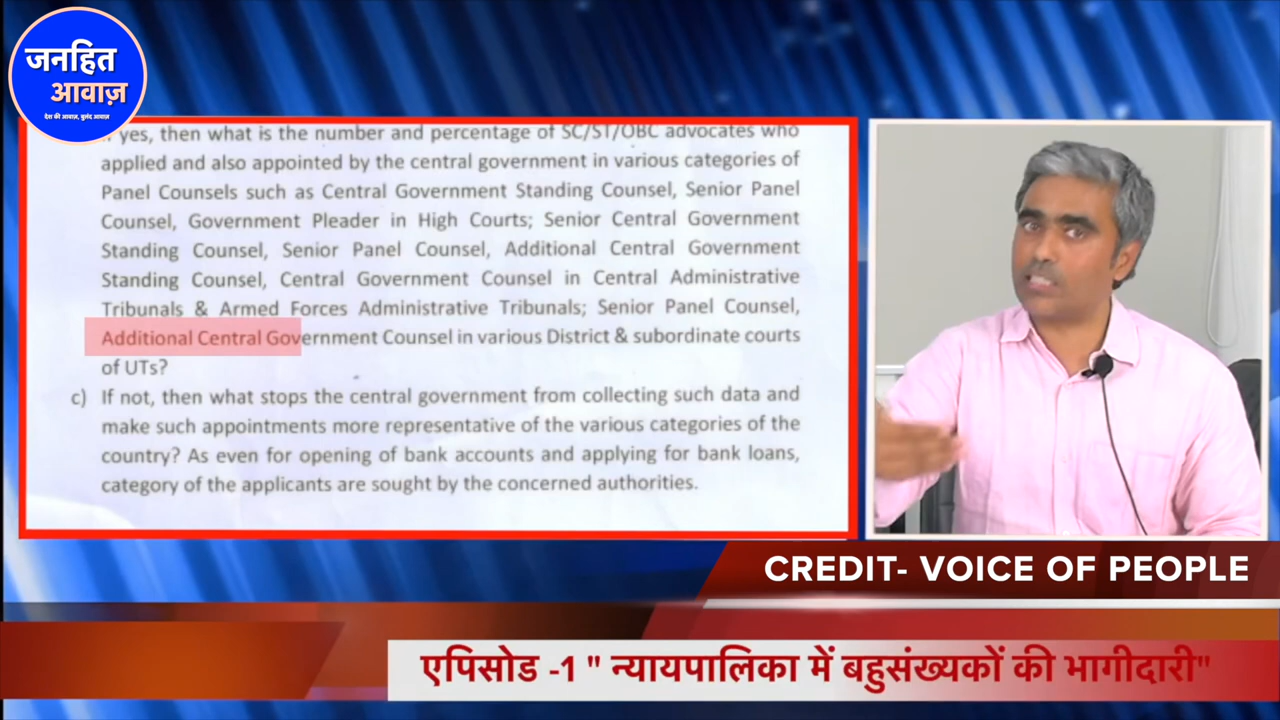 जनहित
आवाज़
देश की आवाज़, बुलंद आवाज़
yes, then what is the number and percentage of SC/ST/OBC advocates who
applied and also appointed by the central government in various categories of
Panel Counsels such as Central Government Standing Counsel, Senior Panel
Counsel, Government Pleader in High Courts; Senior Central Government
Standing Counsel, Senior Panel Counsel, Additional Central Government
Standing Counsel, Central Government Counsel in Central Administrative
Tribunals & Armed Forces Administrative Tribunals; Senior Panel Counsel,
Additional Central Government Counsel in various District & subordinate courts
of UTs?
c) If not, then what stops the central government from collecting such data and
make such appointments more representative of the various categories of the
country? As even for opening of bank accounts and applying for bank loans,
category of the applicants are sought by the concerned authorities.
CREDIT- VOICE OF PEOPLE
एपिसोड -1 " न्यायपालिका में बहुसंख्यकों की भागीदारी"